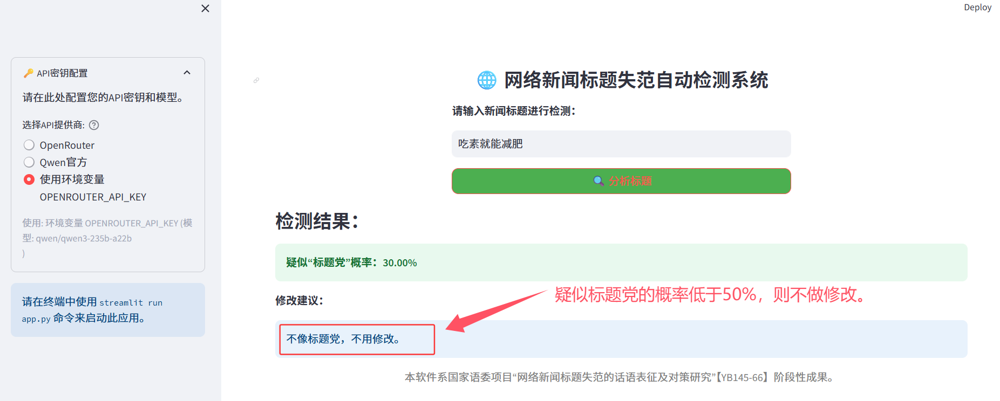 API密钥配置
请在此处配置您的API密钥和模型。
选择API提供商:
OpenRouter
Qwen官方
使用环境变量
OPENROUTER_API_KEY
使用: 环境变量 OPENROUTER_API_KEY (模
型: qwen/qwen3-235b-a22b
)
请在终端中使用 streamlit run
app.py 命令来启动此应用。
Deploy
网络新闻标题失范自动检测系统
请输入新闻标题进行检测：
吃素就能减肥
分析标题
检测结果：
疑似“标题党”概率：30.00%
疑似标题党的概率低于50%，则不做修改。
修改建议：
不像标题党，不用修改。
本软件系国家语委项目“网络新闻标题失范的话语表征及对策研究”【YB145-66】阶段性成果。